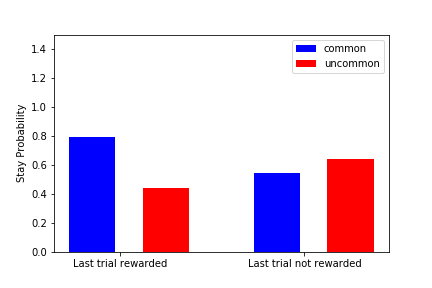 1.4
1.2
1.0
0.8
0.6
0.4
0.2
0.0
Stay Probability
common
uncommon
Last trial rewarded
Last trial not rewarded